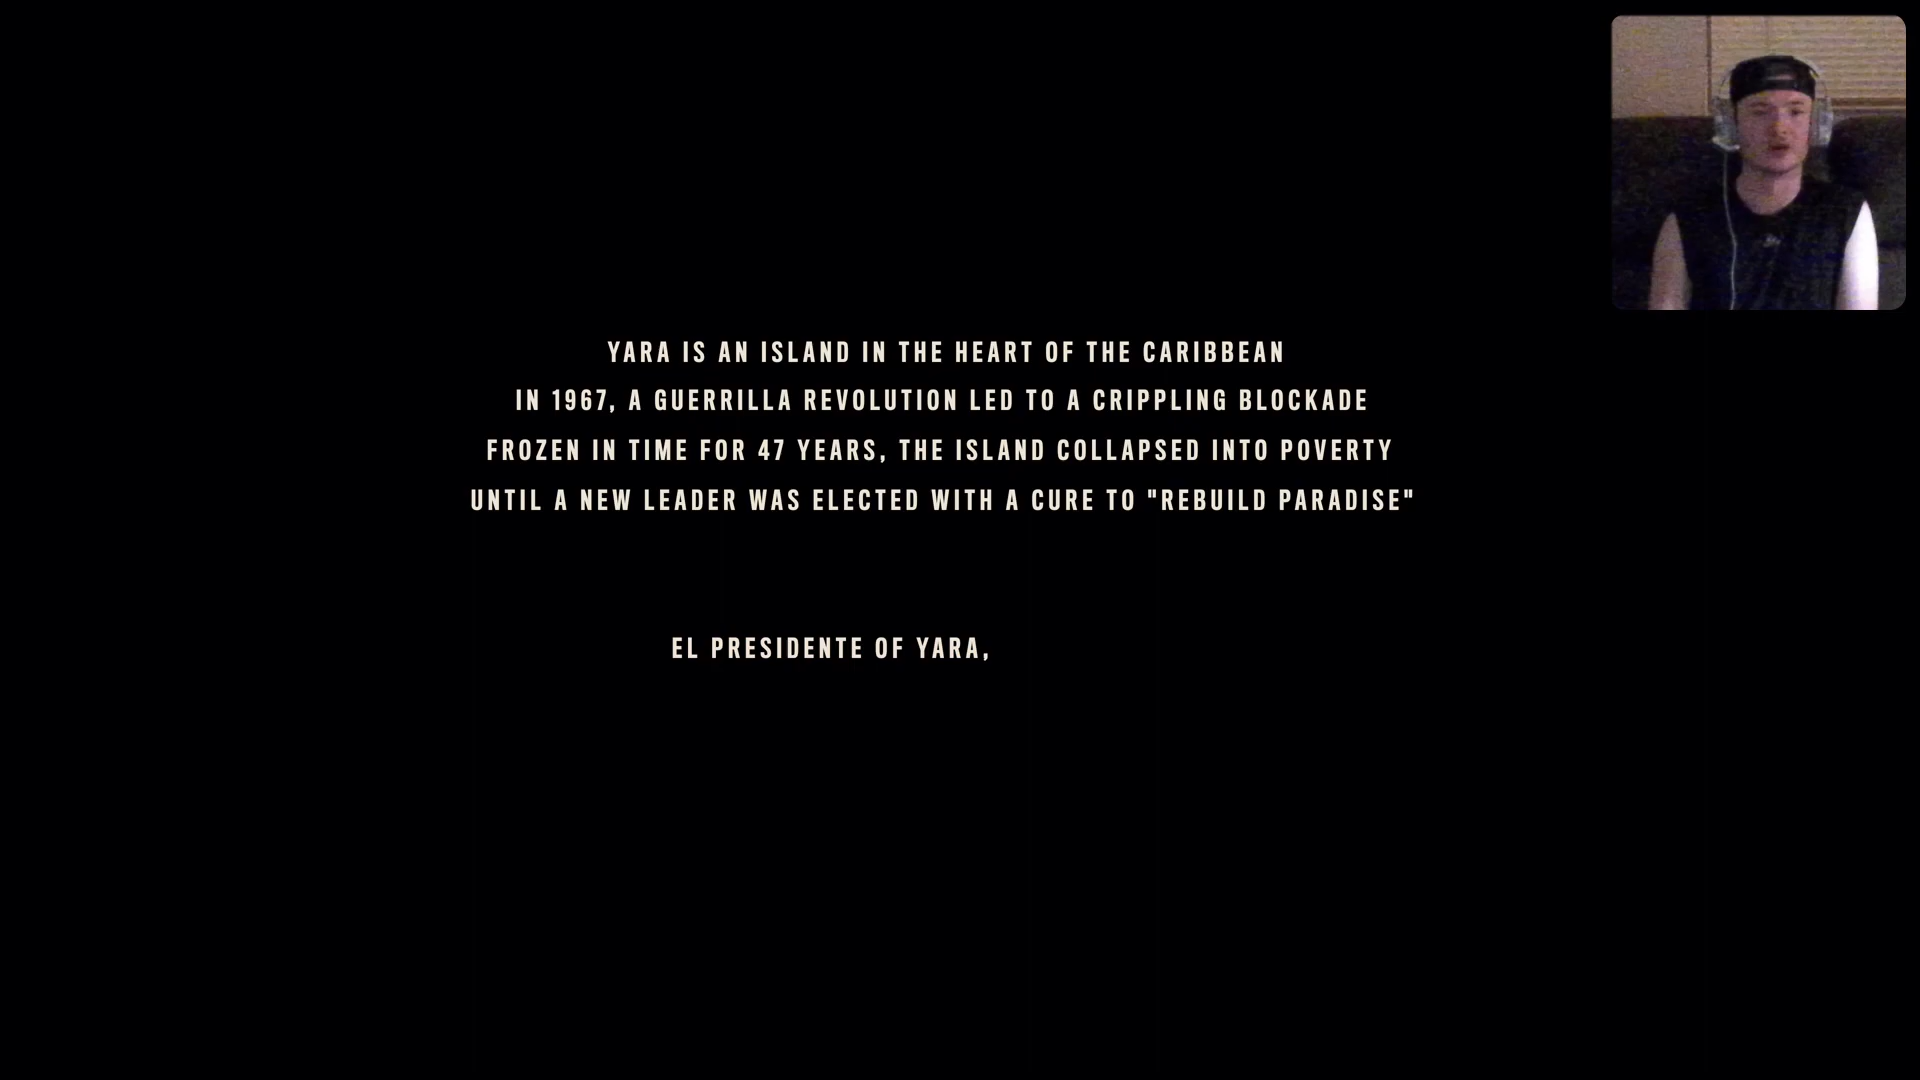 YARA IS AN ISLAND IN THE HEART OF THE CARIBBEAN
IN 1967, A GUERRILLA REVOLUTION LED TO A CRIPPLING BLOCKADE
FROZEN IN TIME FOR 47 YEARS, THE ISLAND COLLAPSED INTO POVERTY
UNTIL A NEW LEADER WAS ELECTED WITH A CURE TO "REBUILD PARADISE"
EL PRESIDENTE OF YARA,